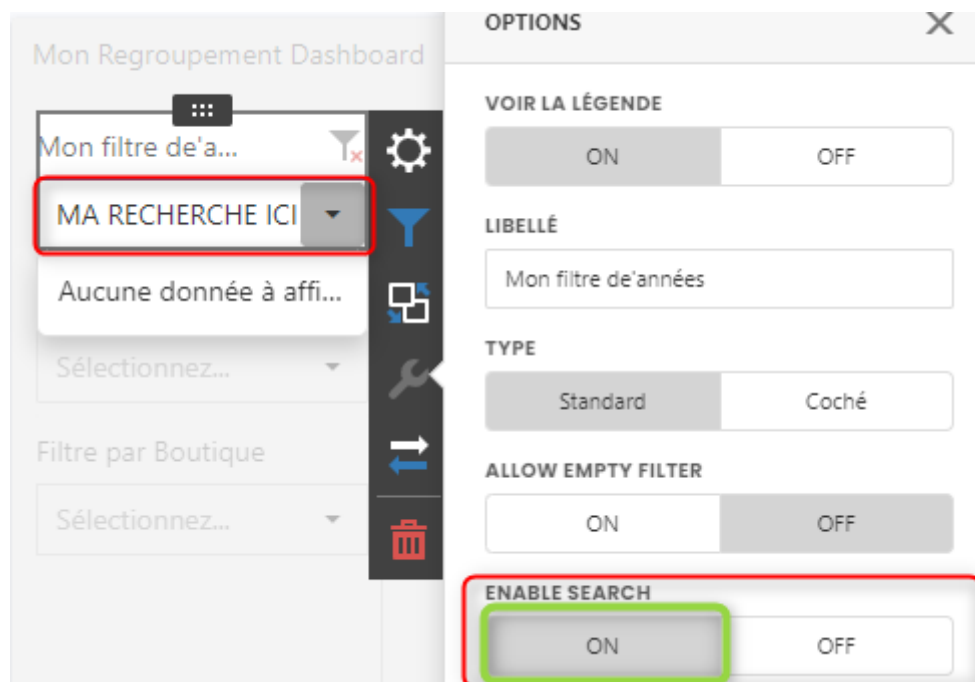 Mon Regroupement Dashboard
Mon filtre de'a...
MA RECHERCHE ICI
Aucune donnée à affi...
Sélectionnez...
Filtre par Boutique
Sélectionnez...
OPTIONS
VOIR LA LÉGENDE
ON OFF
LIBELLÉ
Mon filtre de'années
TYPE
Standard Coché
ALLOW EMPTY FILTER
ON OFF
ENABLE SEARCH
ON OFF